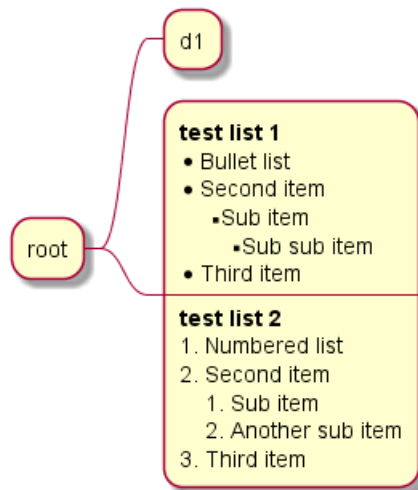 d1
root
test list 1
• Bullet list
• Second item
▪Sub item
▪Sub sub item
• Third item
test list 2
1. Numbered list
2. Second item
1. Sub item
2. Another sub item
3. Third item